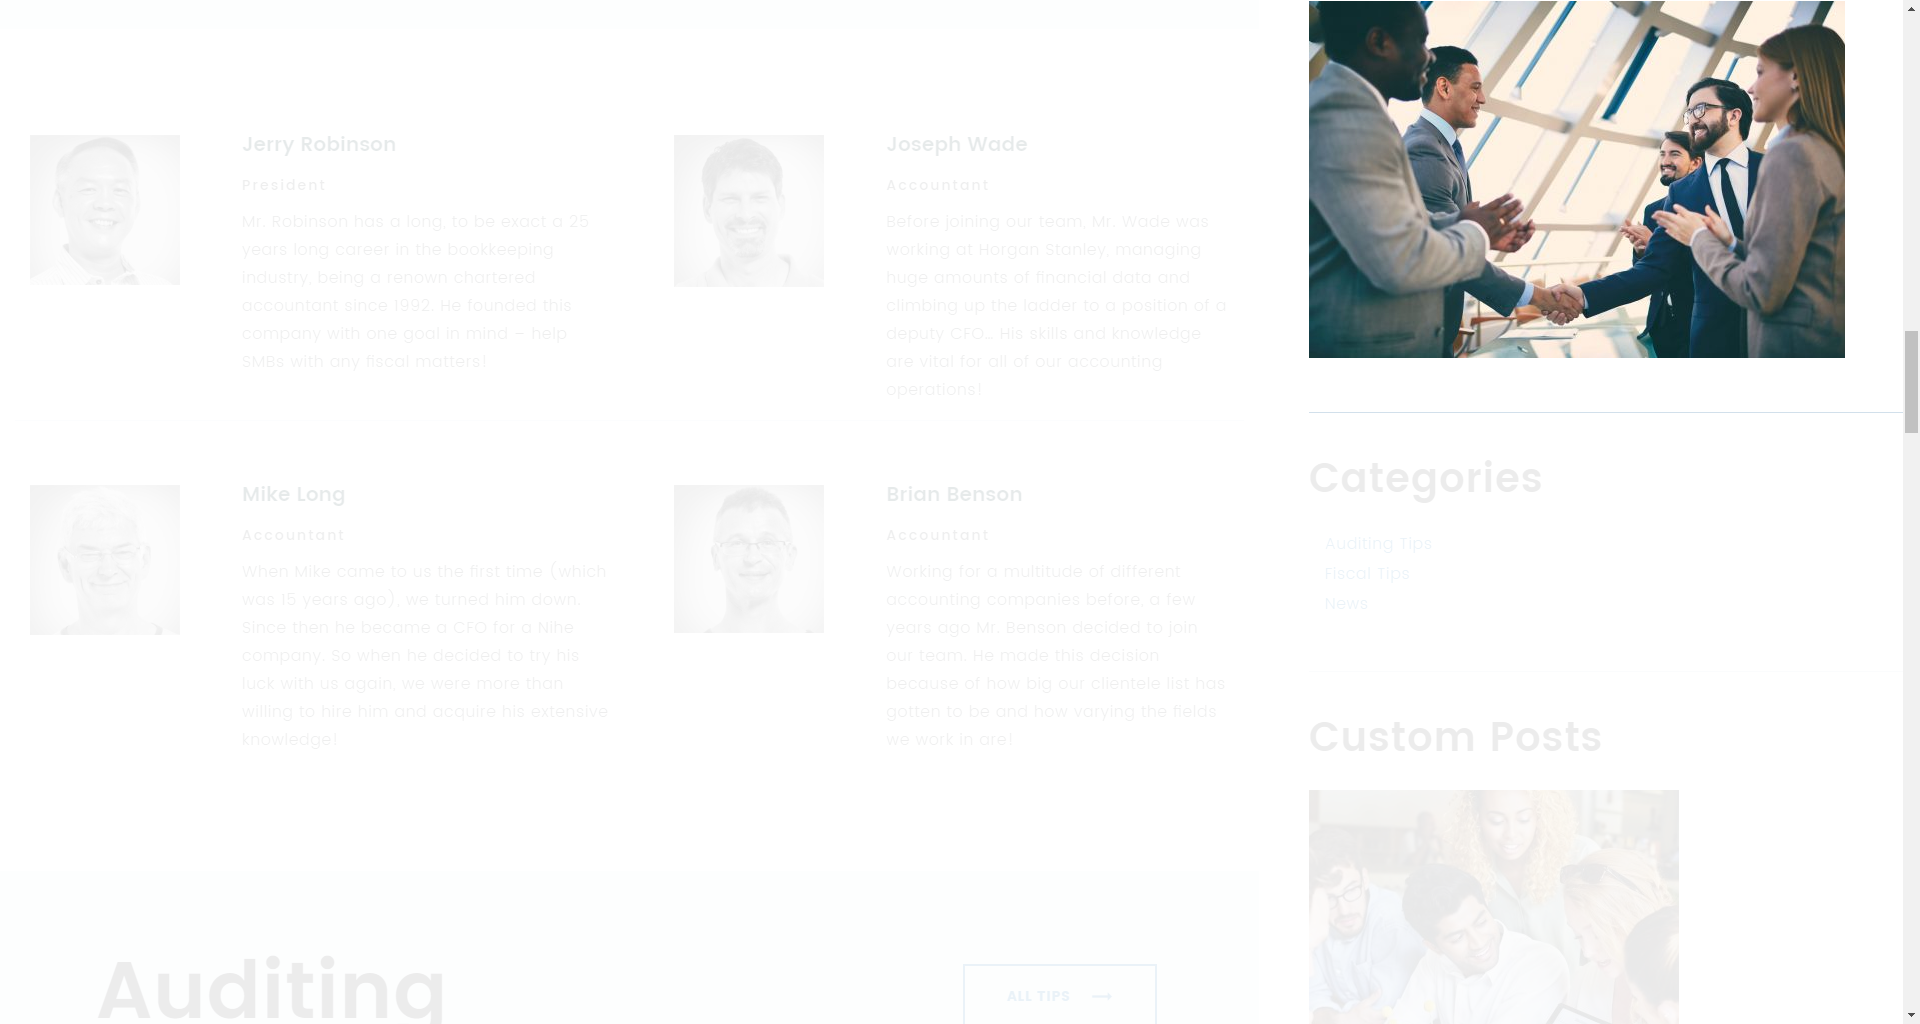 Jerry Robinson
President
Mr. Robinson has a long, to be exact a 25
years long career in the bookkeeping
industry, being a renown chartered
accountant since 1992. He founded this
company with one goal in mind – help
SMBs with any fiscal matters!
Joseph Wade
Accountant
Before joining our team, Mr. Wade was
working at Horgan Stanley, managing
huge amounts of financial data and
climbing up the ladder to a position of a
deputy CFO... His skills and knowledge
are vital for all of our accounting
operations!
Mike Long
Accountant
When Mike came to us the first time (which
was 15 years ago), we turned him down.
Since then he became a CFO for a Nihe
company. So when he decided to try his
luck with us again, we were more than
willing to hire him and acquire his extensive
knowledge!
Brian Benson
Accountant
Working for a multitude of different
accounting companies before, a few
years ago Mr. Benson decided to join
our team. He made this decision
because of how big our clientele list has
gotten to be and how varying the fields
we work in are!
Auditing
ALL TIPS
Categories
Auditing Tips
Fiscal Tips
News
Custom Posts